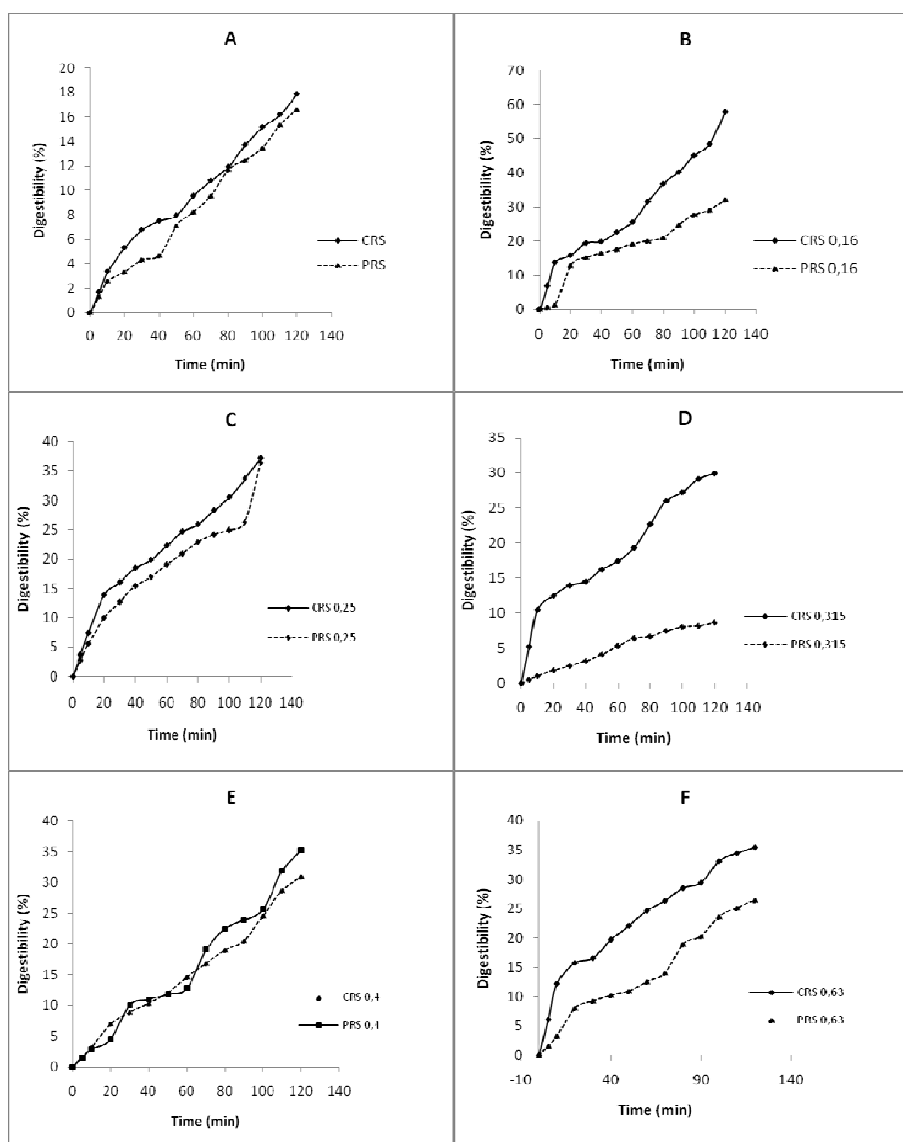 A
20
18
16
14
12
10
8
6
4
2
0
Digestibility (%)
CRS
PRS
0 20 40 60 80 100 120 140
Time (min)
B
70
60
50
40
30
20
10
0
Digestibility (%)
CRS 0,16
PRS 0,16
0 20 40 60 80 100 120 140
Time (min)
C
40
35
30
25
20
15
10
5
0
Digestibility (%)
CRS 0,25
PRS 0,25
0 20 40 60 80 100 120 140
Time (min)
D
35
30
25
20
15
10
5
0
Digestibility (%)
CRS 0,315
PRS 0,315
0 20 40 60 80 100 120 140
Time (min)
E
40
35
30
25
20
15
10
5
0
Digestibility (%)
CRS 0,4
PRS 0,4
0 20 40 60 80 100 120 140
Time (min)
F
40
35
30
25
20
15
10
5
0
Digestibility (%)
CRS 0,63
PRS 0,63
-10 40 90 140
Time (min)